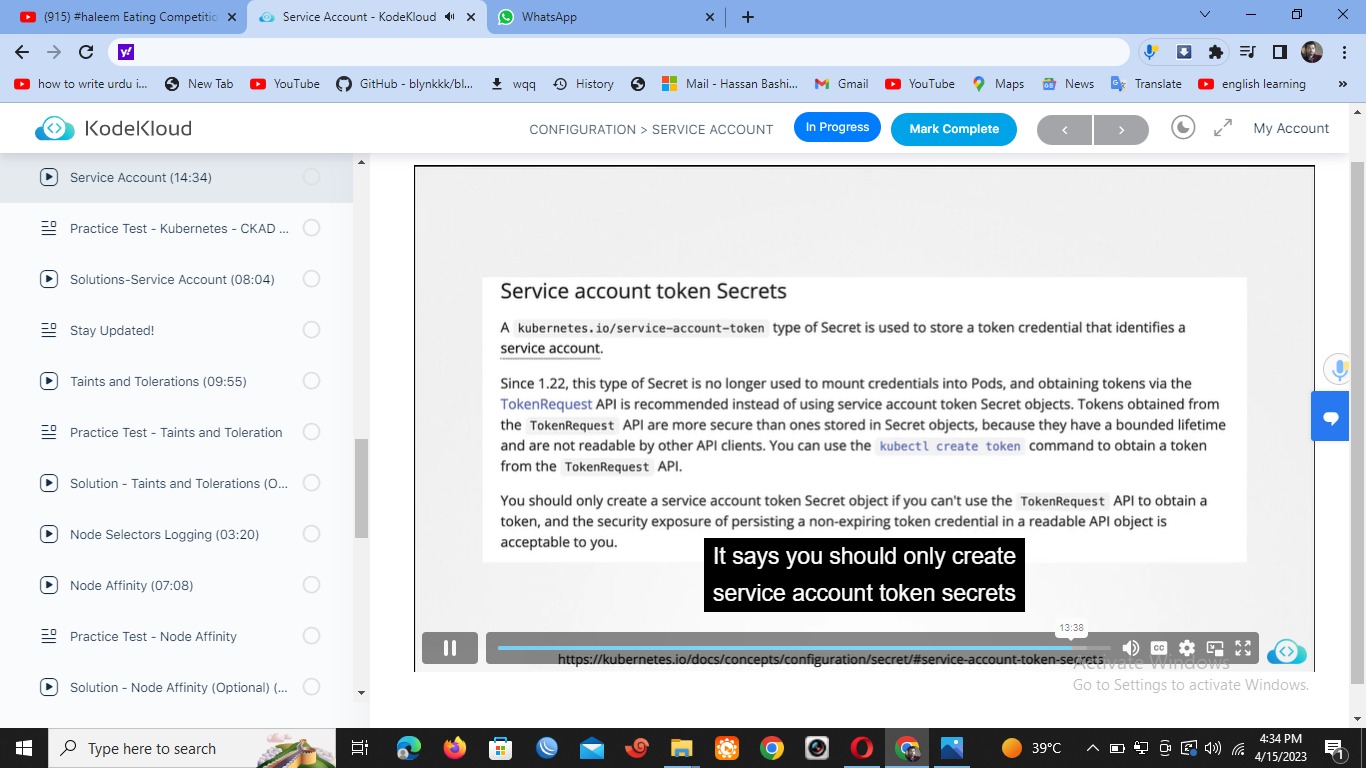 (915) #haleem Eating Competitio
Service Account - KodeKloud
WhatsApp
how to write urdu i...
New Tab
YouTube
GitHub - blynkkk/bl...
wqq
History
Mail - Hassan Bashi...
Gmail
YouTube
Maps
News
Translate
english learning
»
KodeKloud
CONFIGURATION > SERVICE ACCOUNT
In Progress
Mark Complete
My Account
Service Account (14:34)
Practice Test - Kubernetes - CKAD ...
Solutions-Service Account (08:04)
Stay Updated!
Taints and Tolerations (09:55)
Practice Test - Taints and Toleration
Solution - Taints and Tolerations (O...
Node Selectors Logging (03:20)
Node Affinity (07:08)
Practice Test - Node Affinity
Solution - Node Affinity (Optional) (...
Service account token Secrets
A kubernetes.io/service-account-token type of Secret is used to store a token credential that identifies a
service account.
Since 1.22, this type of Secret is no longer used to mount credentials into Pods, and obtaining tokens via the
TokenRequest API is recommended instead of using service account token Secret objects. Tokens obtained from
the TokenRequest API are more secure than ones stored in Secret objects, because they have a bounded lifetime
and are not readable by other API clients. You can use the kubectl create token command to obtain a token
from the TokenRequest API.
You should only create a service account token Secret object if you can't use the TokenRequest API to obtain a
token, and the security exposure of persisting a non-expiring token credential in a readable API object is
acceptable to you.
It says you should only create
service account token secrets
13:38
CC
https://kubernetes.io/docs/concepts/configuration/secret/#service-account-token-secrets
Activate Windows
Go to Settings to activate Windows.
Type here to search
39°C
4:34 PM
4/15/2023
1